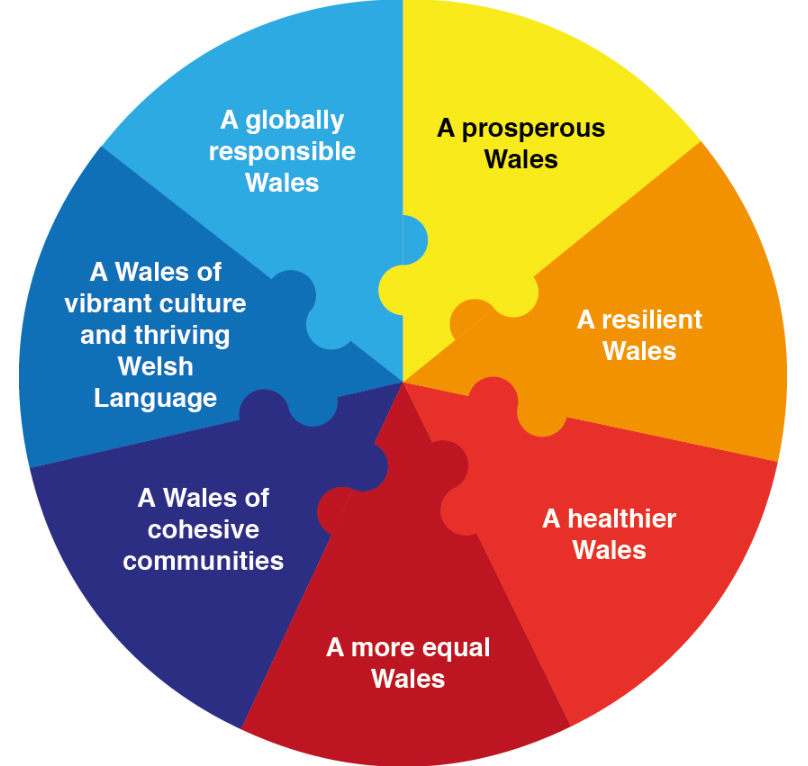 A prosperous
Wales
A resilient
Wales
A healthier
Wales
A more equal
Wales
A Wales of
cohesive
communities
A Wales of
vibrant culture
and thriving
Welsh
Language
A globally
responsible
Wales